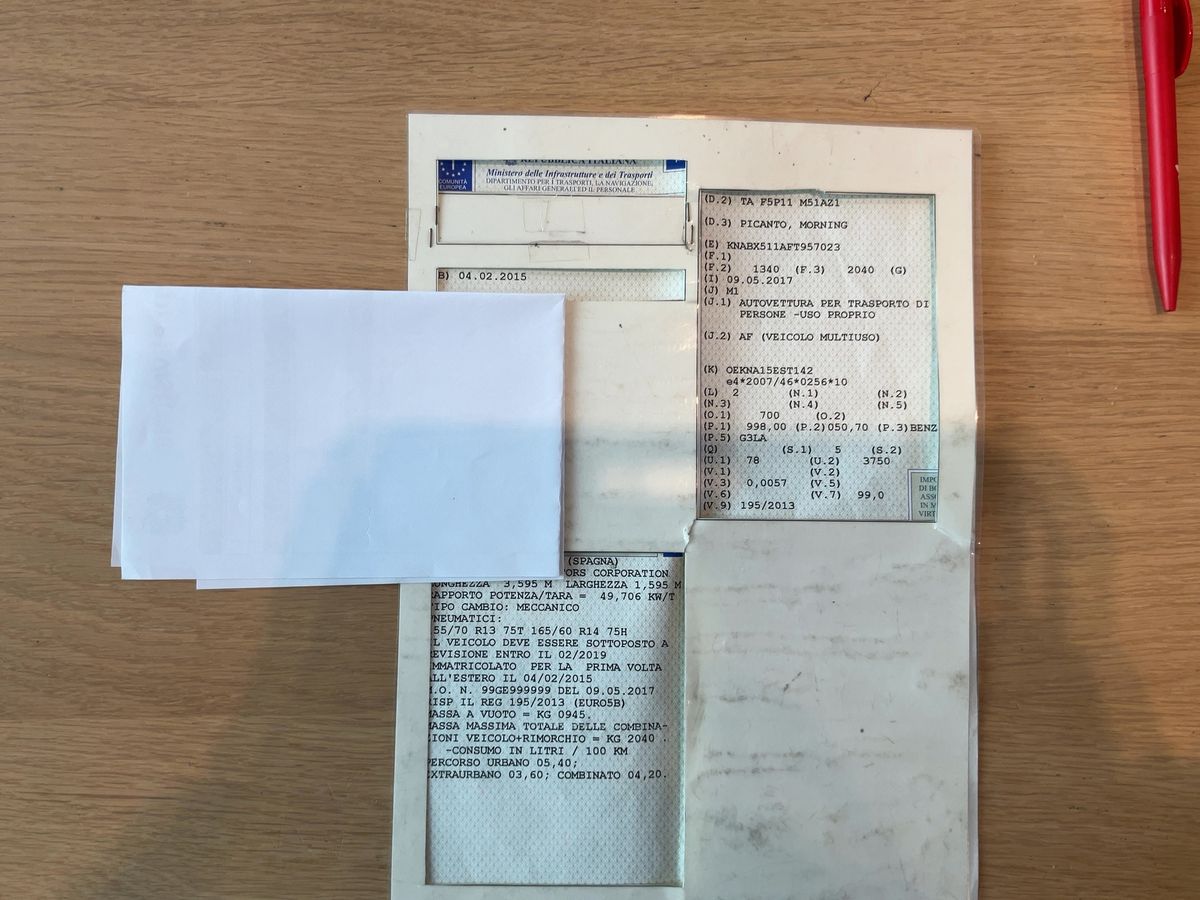 REPUBBLICA ITALIANA
Ministero delle Infrastrutture e dei Trasporti
DIPARTIMENTO PER I TRASPORTI, LA NAVIGAZIONE,
GLI AFFARI GENERALI ED IL PERSONALE
COMUNITÀ
EUROPEA
B) 04.02.2015
(D.2) TA F5P11 M51AZ1
(D.3) PICANTO, MORNING
(E) KNABX511AFT957023
(F.1)
(F.2) 1340 (F.3) 2040 (G)
(I) 09.05.2017
(J) M1
(J.1) AUTOVETTURA PER TRASPORTO DI
PERSONE -USO PROPRIO
(J.2) AF (VEICOLO MULTIUSO)
(K) OEKNA15EST142
e4*2007/46*0256*10
(L) 2 (N.1) (N.2)
(N.3) (N.4) (N.5)
(O.1) 700 (O.2)
(P.1) 998,00 (P.2)050,70 (P.3)BENZ
(P.5) G3LA
(Q) (S.1) 5 (S.2)
(U.1) 78 (U.2) 3750
(V.1) (V.2)
(V.3) 0,0057 (V.5)
(V.6) (V.7) 99,0
(V.9) 195/2013
IMPO
DI BO
ASSO
IN M
VIRT
(SPAGNA)
TORS CORPORATION
UNGHEZZA 3,595 M LARGHEZZA 1,595 M
APPORTO POTENZA/TARA = 49,706 KW/T
TIPO CAMBIO: MECCANICO
PNEUMATICI:
55/70 R13 75T 165/60 R14 75H
IL VEICOLO DEVE ESSERE SOTTOPOSTO A
REVISIONE ENTRO IL 02/2019
IMMATRICOLATO PER LA PRIMA VOLTA
ALL'ESTERO IL 04/02/2015
.O. N. 99GE999999 DEL 09.05.2017
RISP IL REG 195/2013 (EURO5B)
MASSA A VUOTO = KG 0945.
MASSA MASSIMA TOTALE DELLE COMBINA-
ZIONI VEICOLO+RIMORCHIO = KG 2040 .
-CONSUMO IN LITRI / 100 KM
PERCORSO URBANO 05,40;
EXTRAURBANO 03,60; COMBINATO 04,20.